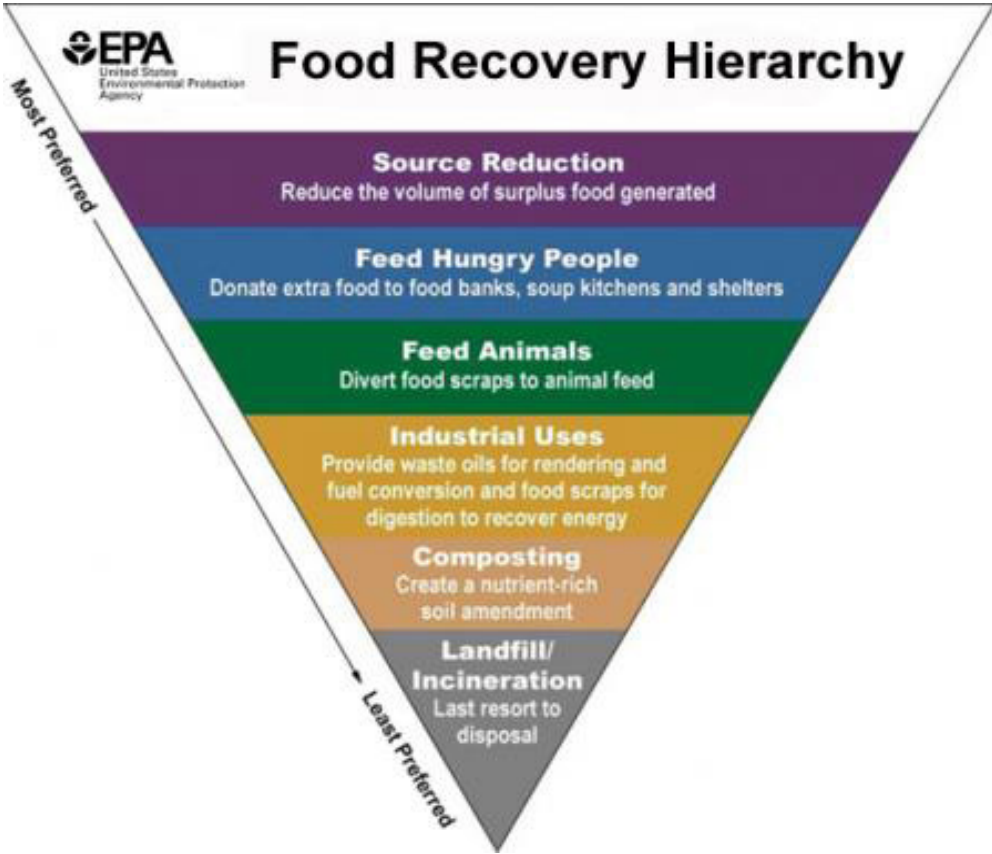 EPA
United States
Environmental Protection
Agency
Food Recovery Hierarchy
Most Preferred
Source Reduction
Reduce the volume of surplus food generated
Feed Hungry People
Donate extra food to food banks, soup kitchens and shelters
Feed Animals
Divert food scraps to animal feed
Industrial Uses
Provide waste oils for rendering and
fuel conversion and food scraps for
digestion to recover energy
Composting
Create a nutrient-rich
soil amendment
Landfill/
Incineration
Last resort to
disposal
Least Preferred